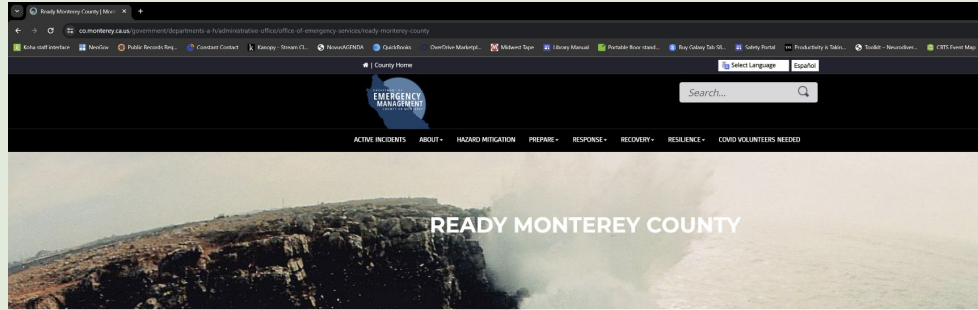 Ready Monterey County | Mont
co.monterey.ca.us/government/departments-a-h/administrative-office/office-of-emergency-services/ready-monterey-county
Koha staff interface NeoGov Public Records Req... Constant Contact Kanopy - Stream Cl... NovusAGENDA QuickBooks OverDrive Marketpl... Midwest Tape Library Manual Portable floor stand... Buy Galaxy Tab S8... Safety Portal Productivity is Takin... Toolkit - Neurodiver... CBTS Event Map
| County Home Select Language Español
EMERGENCY
MANAGEMENT
Search...
ACTIVE INCIDENTS ABOUT HAZARD MITIGATION PREPARE RESPONSE RECOVERY RESILIENCE COVID VOLUNTEERS NEEDED
READY MONTEREY COUNTY